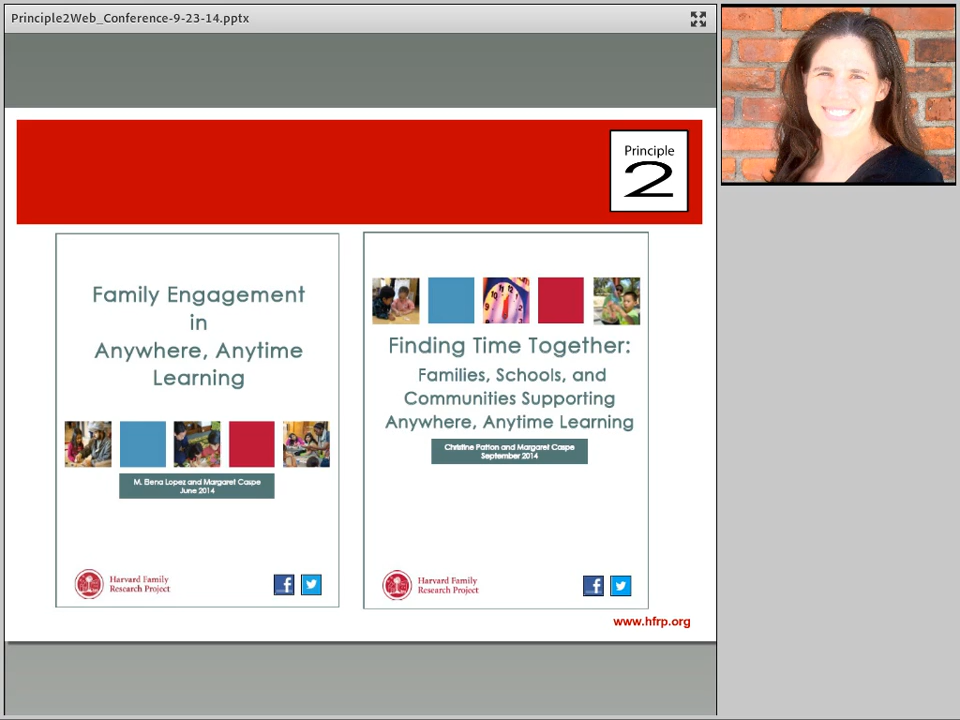 Principle2Web_Conference-9-23-14.pptx
Principle
2
Family Engagement
in
Anywhere, Anytime
Learning
M. Elena Lopez and Margaret Caspe
June 2014
Harvard Family
Research Project
Finding Time Together:
Families, Schools, and
Communities Supporting
Anywhere, Anytime Learning
Christine Patton and Margaret Caspe
September 2014
Harvard Family
Research Project
www.hfrp.org